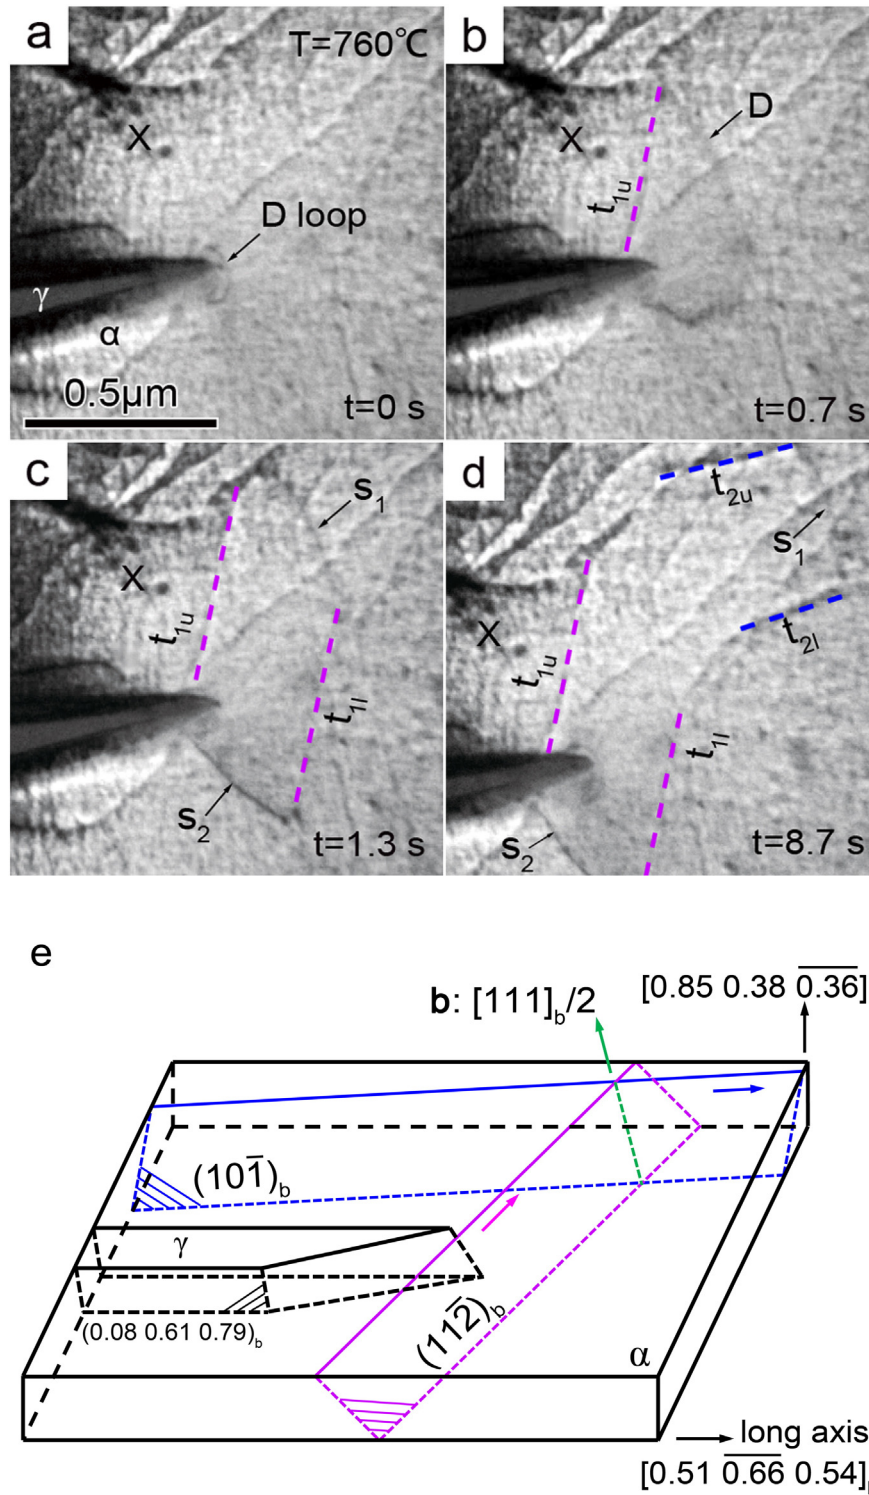 a
T=760℃
X
D loop
γ
α
0.5μm
t=0 s
b
X
D
t1u
t=0.7 s
c
s1
X
t1u
t1l
s2
t=1.3 s
d
t2u
s1
X
t1u
t2l
t1l
s2
t=8.7 s
e
b: [111]b/2
[0.85 0.38 0.36̅]
(101̅)b
γ
(0.08 0.61 0.79)b
(112̅)b
α
long axis
[0.51 0.66̅ 0.54]